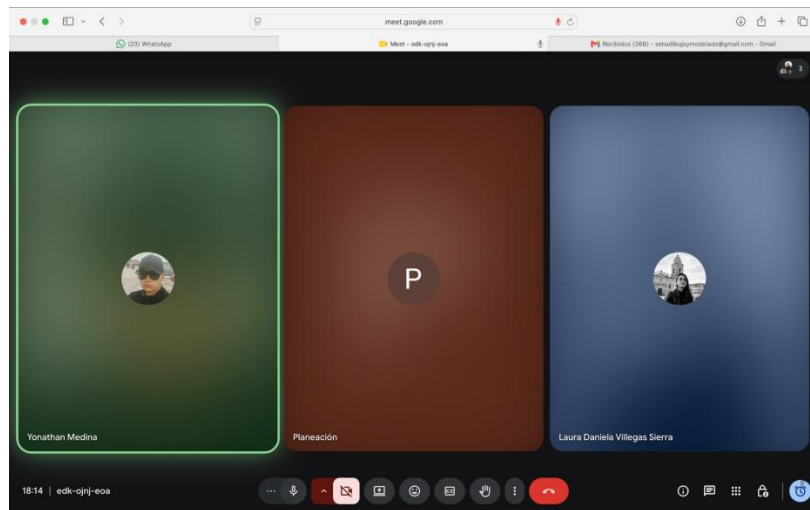 meet.google.com
(23) WhatsApp
Meet - edk-ojnj-eoa
Recibidos (368) - senadibujoymodelado@gmail.com - Gmail
3
P
Yonathan Medina
Planeación
Laura Daniela Villegas Sierra
18:14 | edk-ojnj-eoa